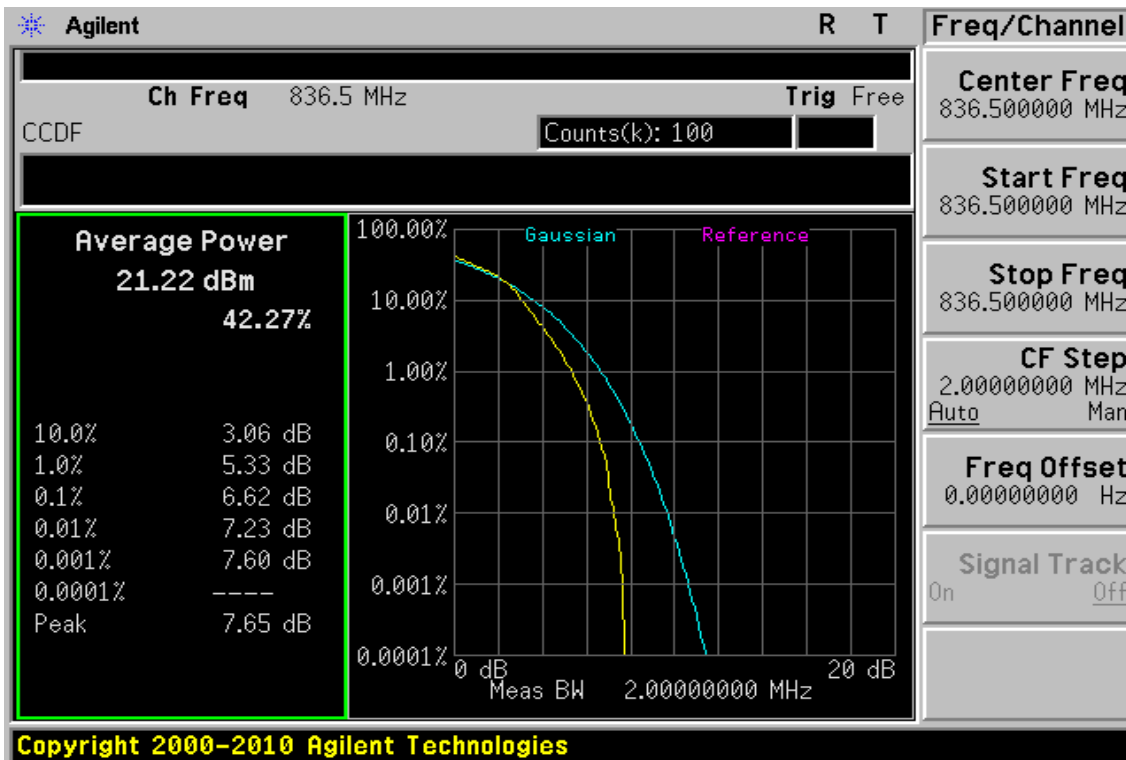 Agilent
R T
Freq/Channel
Ch Freq 836.5 MHz
Trig Free
CCDF
Counts(k): 100
Average Power
21.22 dBm
42.27%
10.0% 3.06 dB
1.0% 5.33 dB
0.1% 6.62 dB
0.01% 7.23 dB
0.001% 7.60 dB
0.0001% ----
Peak 7.65 dB
Gaussian
Reference
100.00%
10.00%
1.00%
0.10%
0.01%
0.001%
0.0001%
0 dB
20 dB
Meas BW 2.00000000 MHz
Center Freq
836.500000 MHz
Start Freq
836.500000 MHz
Stop Freq
836.500000 MHz
CF Step
2.00000000 MHz
Auto Man
Freq Offset
0.00000000 Hz
Signal Track
On Off
Copyright 2000-2010 Agilent Technologies